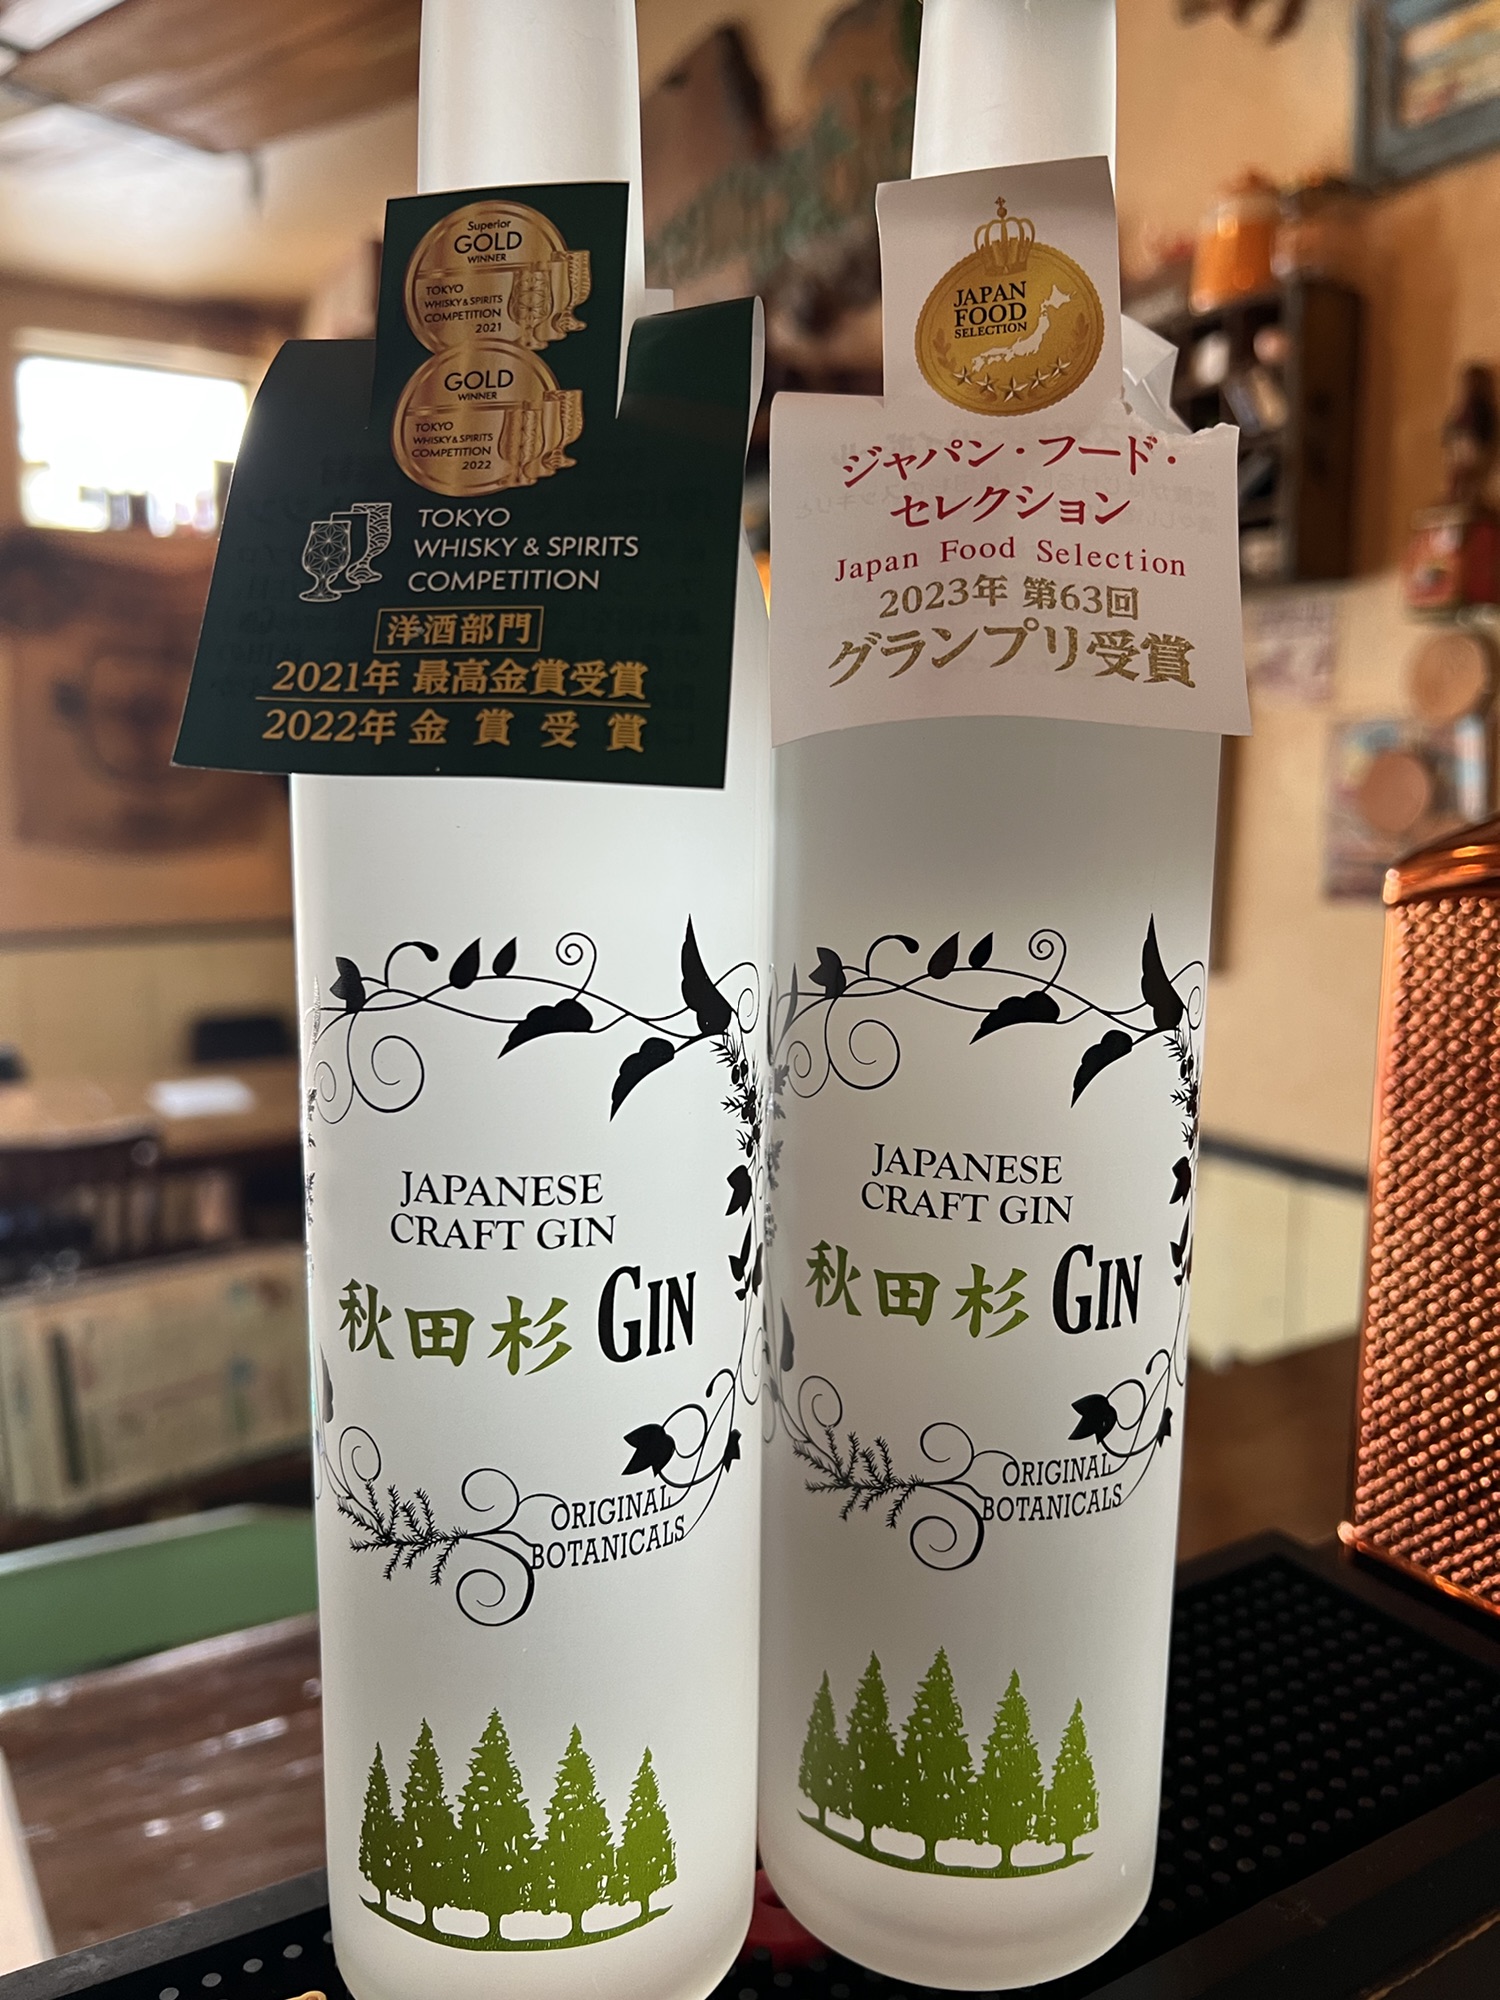 Superior
GOLD
WINNER
TOKYO
WHISKY & SPIRITS
COMPETITION
2021
GOLD
WINNER
TOKYO
WHISKY & SPIRITS
COMPETITION
2022
TOKYO
WHISKY & SPIRITS
COMPETITION
洋酒部門
2021年 最高金賞受賞
2022年 金賞受賞
JAPANESE
CRAFT GIN
秋田杉 GIN
ORIGINAL
BOTANICALS
JAPAN
FOOD
SELECTION
ジャパン・フード・
セレクション
Japan Food Selection
2023年 第63回
グランプリ受賞
JAPANESE
CRAFT GIN
秋田杉 GIN
ORIGINAL
BOTANICALS